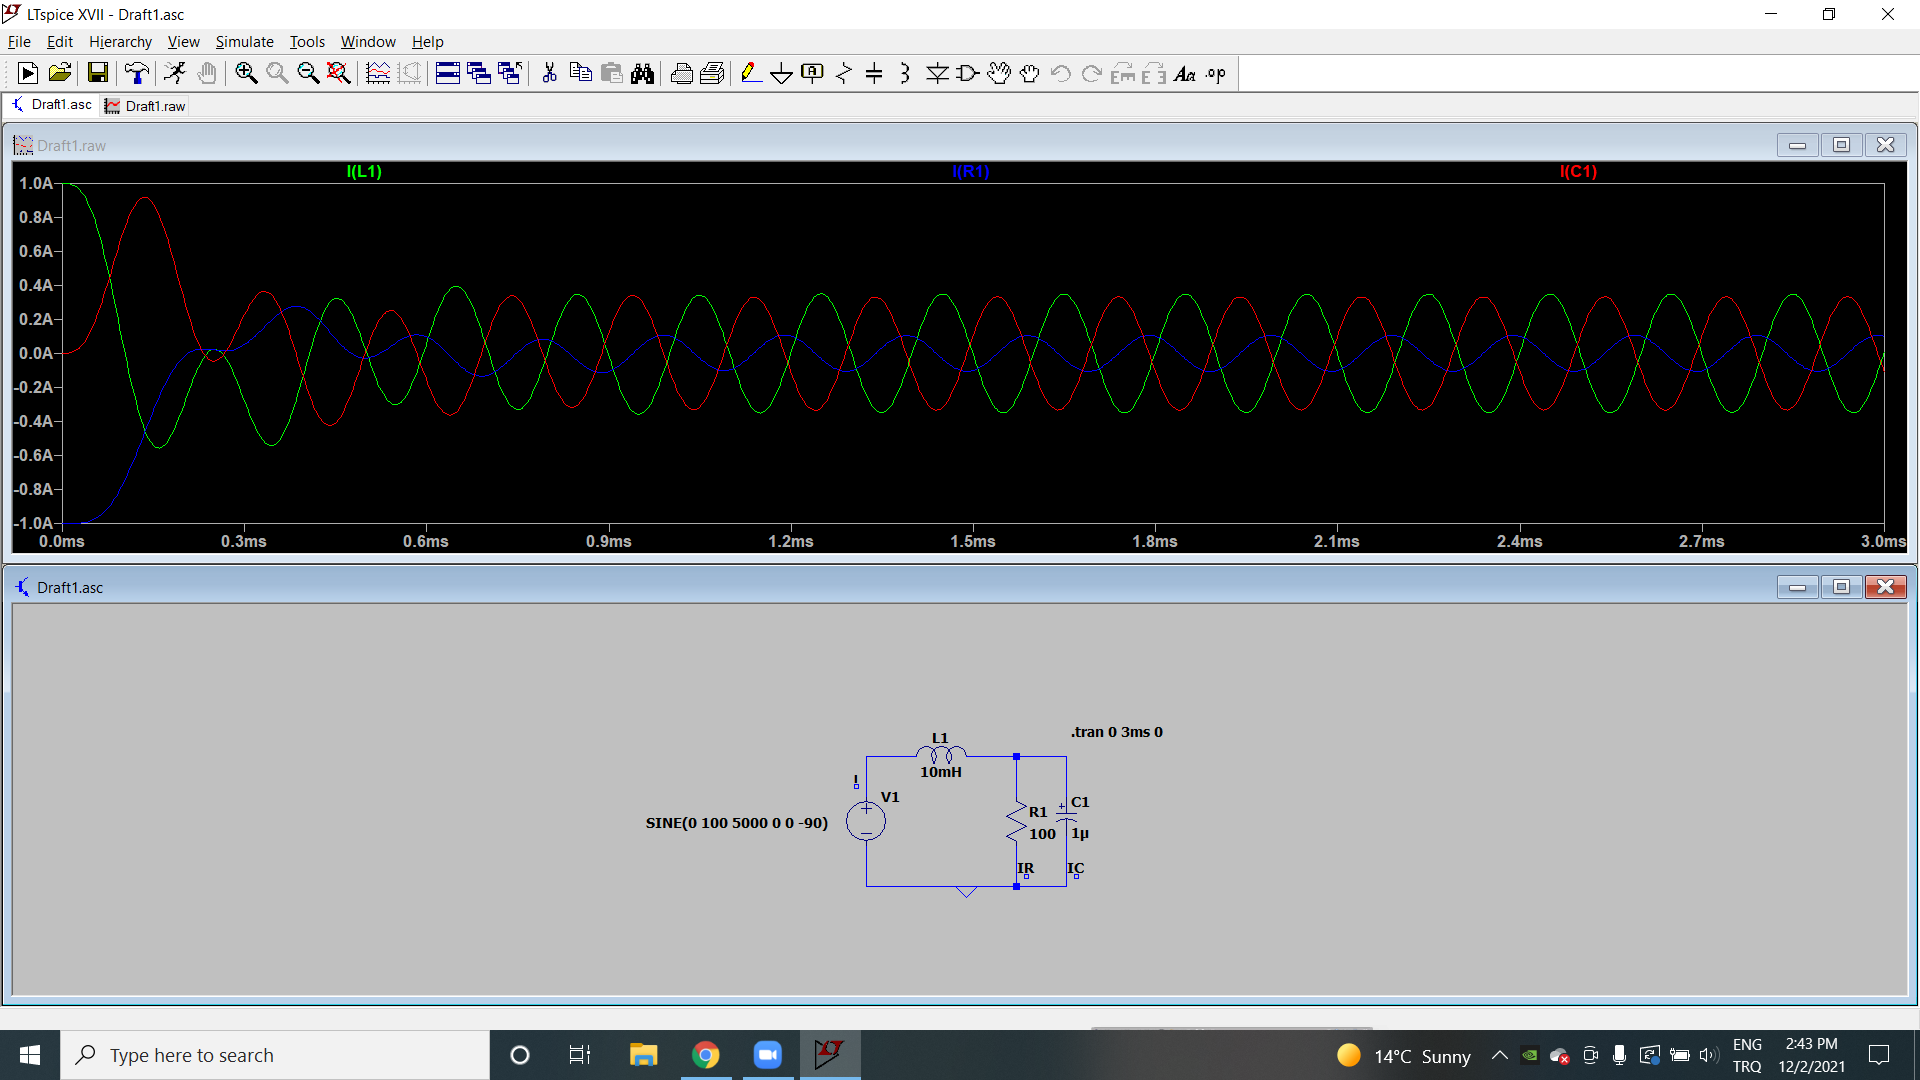 LTspice XVII - Draft1.asc
File Edit Hierarchy View Simulate Tools Window Help
Draft1.asc Draft1.raw
Draft1.raw
I(L1) I(R1) I(C1)
1.0A
0.8A
0.6A
0.4A
0.2A
0.0A
-0.2A
-0.4A
-0.6A
-0.8A
-1.0A
0.0ms 0.3ms 0.6ms 0.9ms 1.2ms 1.5ms 1.8ms 2.1ms 2.4ms 2.7ms 3.0ms
Draft1.asc
.tran 0 3ms 0
L1
10mH
I
V1
SINE(0 100 5000 0 0 -90)
R1
100
C1
1µ
IR
IC
Type here to search
14°C Sunny
ENG
TRQ
2:43 PM
12/2/2021